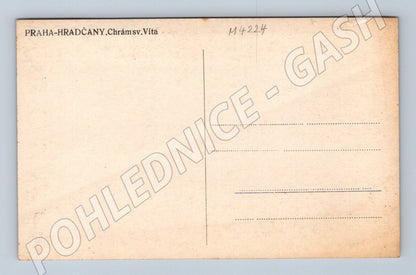 PRAHA-HRADČANY. Chrám sv. Víta
M4224
POHLEDNICE - GASH